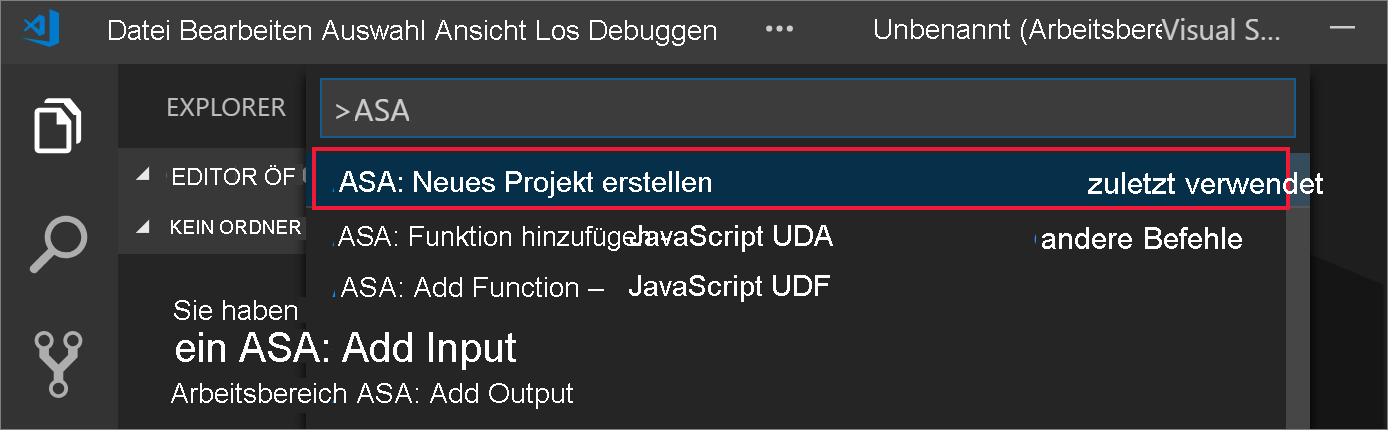 Datei Bearbeiten Auswahl Ansicht Los Debuggen ••• Unbenannt (Arbeitsbere Visual S...
EXPLORER
>ASA
EDITOR ÖF
ASA: Neues Projekt erstellen zuletzt verwendet
KEIN ORDNER
ASA: Funktion hinzufügen - JavaScript UDA andere Befehle
ASA: Add Function – JavaScript UDF
Sie haben
ein ASA: Add Input
Arbeitsbereich ASA: Add Output